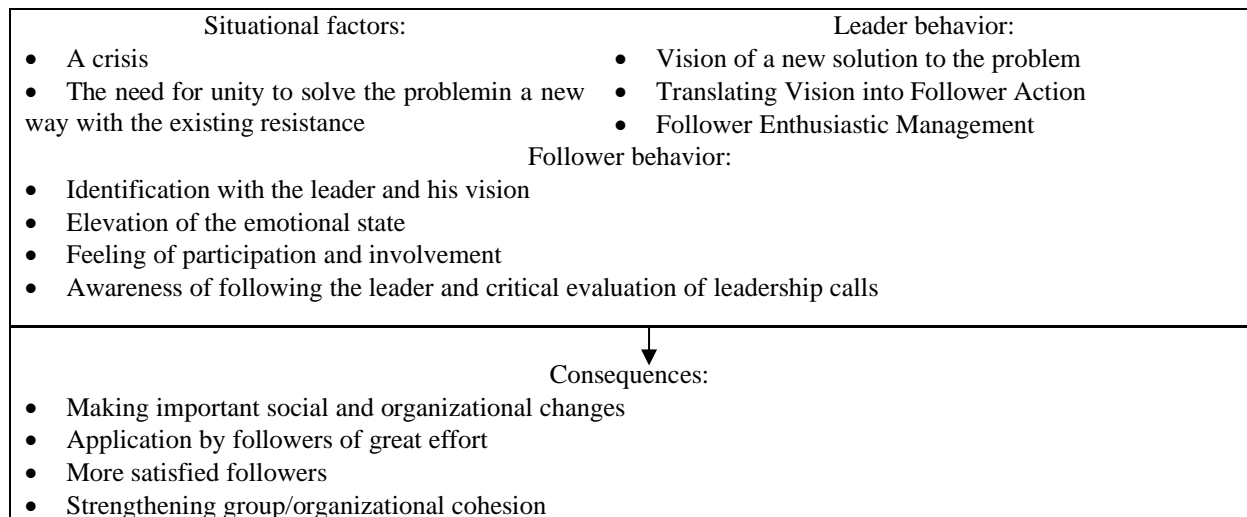 Situational factors:
• A crisis
• The need for unity to solve the problemin a new
way with the existing resistance
Leader behavior:
• Vision of a new solution to the problem
• Translating Vision into Follower Action
• Follower Enthusiastic Management
Follower behavior:
• Identification with the leader and his vision
• Elevation of the emotional state
• Feeling of participation and involvement
• Awareness of following the leader and critical evaluation of leadership calls
Consequences:
• Making important social and organizational changes
• Application by followers of great effort
• More satisfied followers
• Strengthening group/organizational cohesion